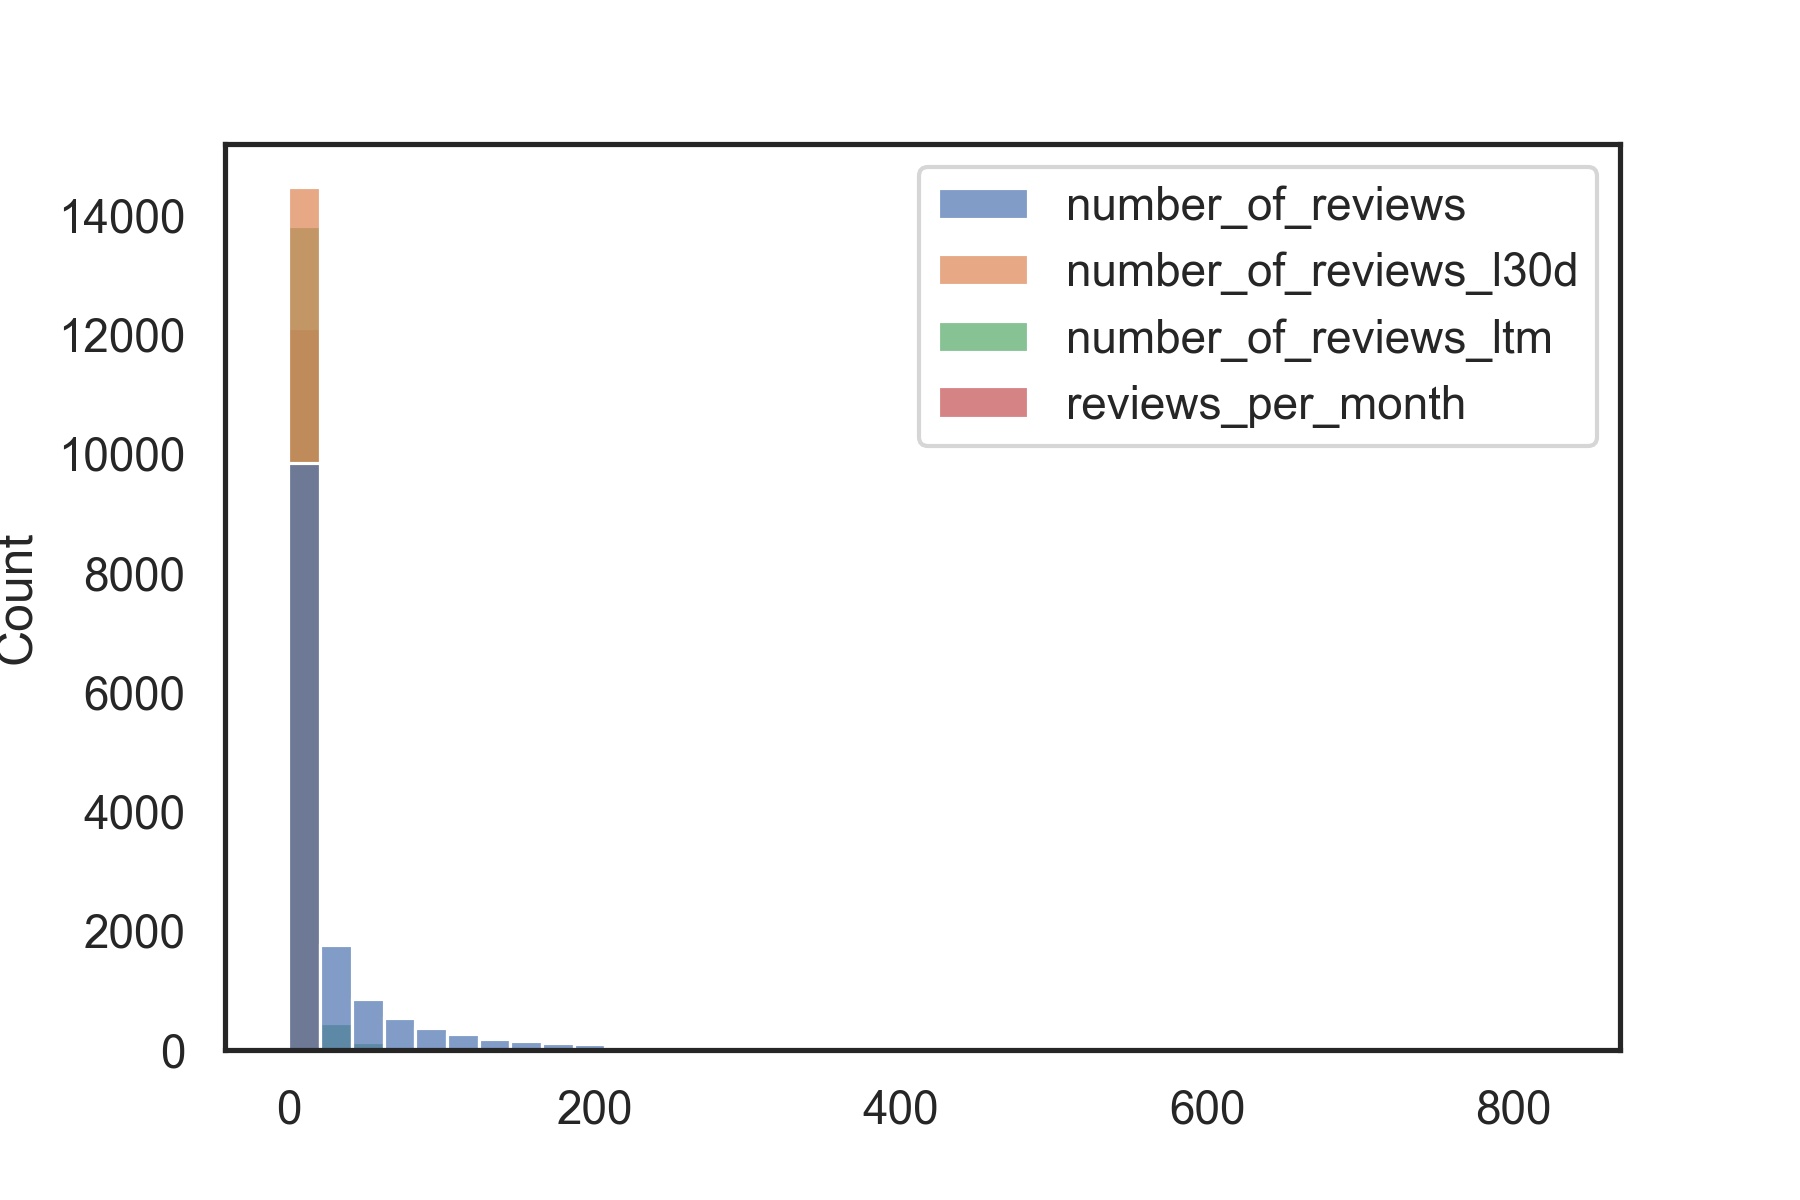 number_of_reviews
number_of_reviews_l30d
number_of_reviews_ltm
reviews_per_month
Count
14000
12000
10000
8000
6000
4000
2000
0
0 200 400 600 800